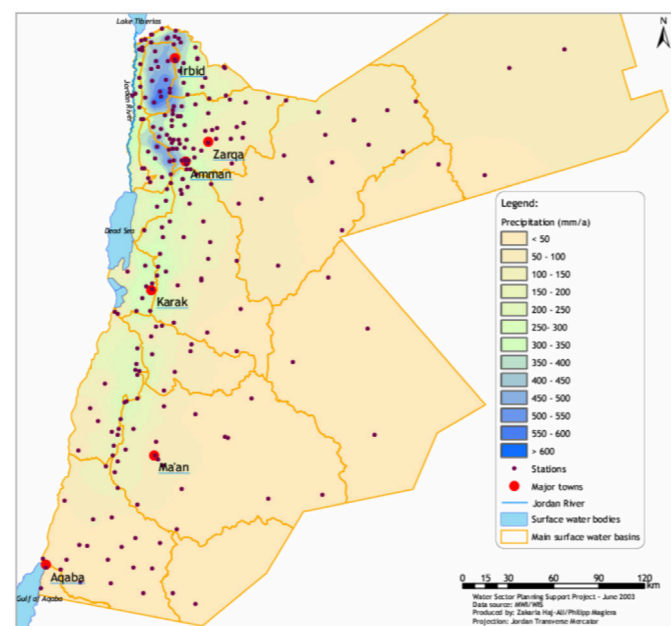 N
Lake Tiberias
Irbid
Jordan River
Zarqa
Amman
Dead Sea
Karak
Ma'an
Aqaba
Gulf of Aqaba
Legend:
Precipitation (mm/a)
< 50
50 - 100
100 - 150
150 - 200
200 - 250
250- 300
300 - 350
350 - 400
400 - 450
450 - 500
500 - 550
550 - 600
> 600
Stations
Major towns
Jordan River
Surface water bodies
Main surface water basins
0 15 30 60 90 120
km
Water Sector Planning Support Project - June 2003
Data source: MWI/WIS
Produced by: Zakaria Haj-Ali/Philipp Magiera
Projection: Jordan Transverse Mercator